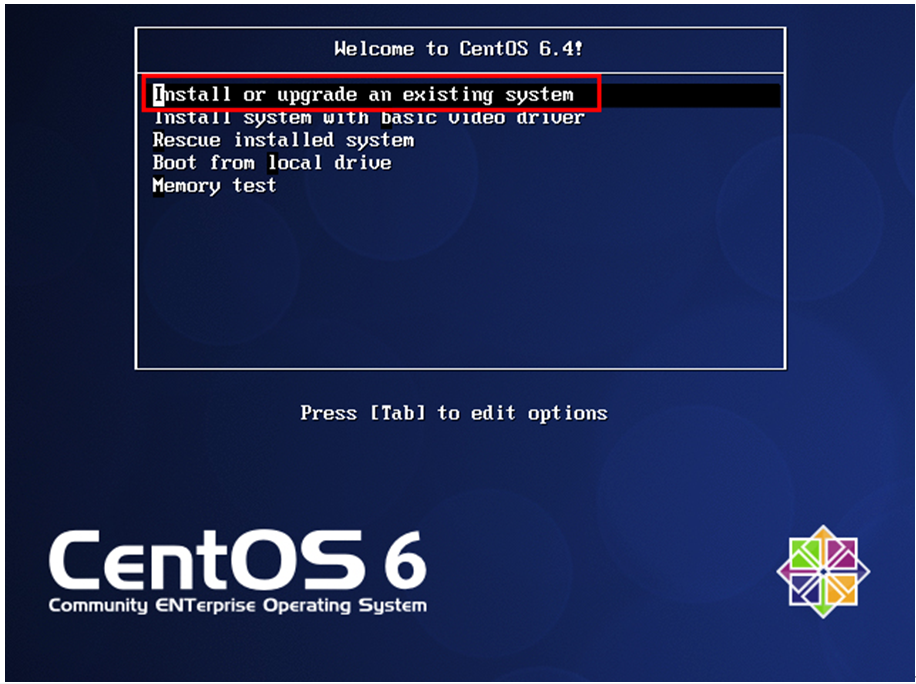 Welcome to CentOS 6.4!
Install or upgrade an existing system
Install system with basic video driver
Rescue installed system
Boot from local drive
Memory test
Press [Tab] to edit options
CentOS 6
Community ENTerprise Operating System